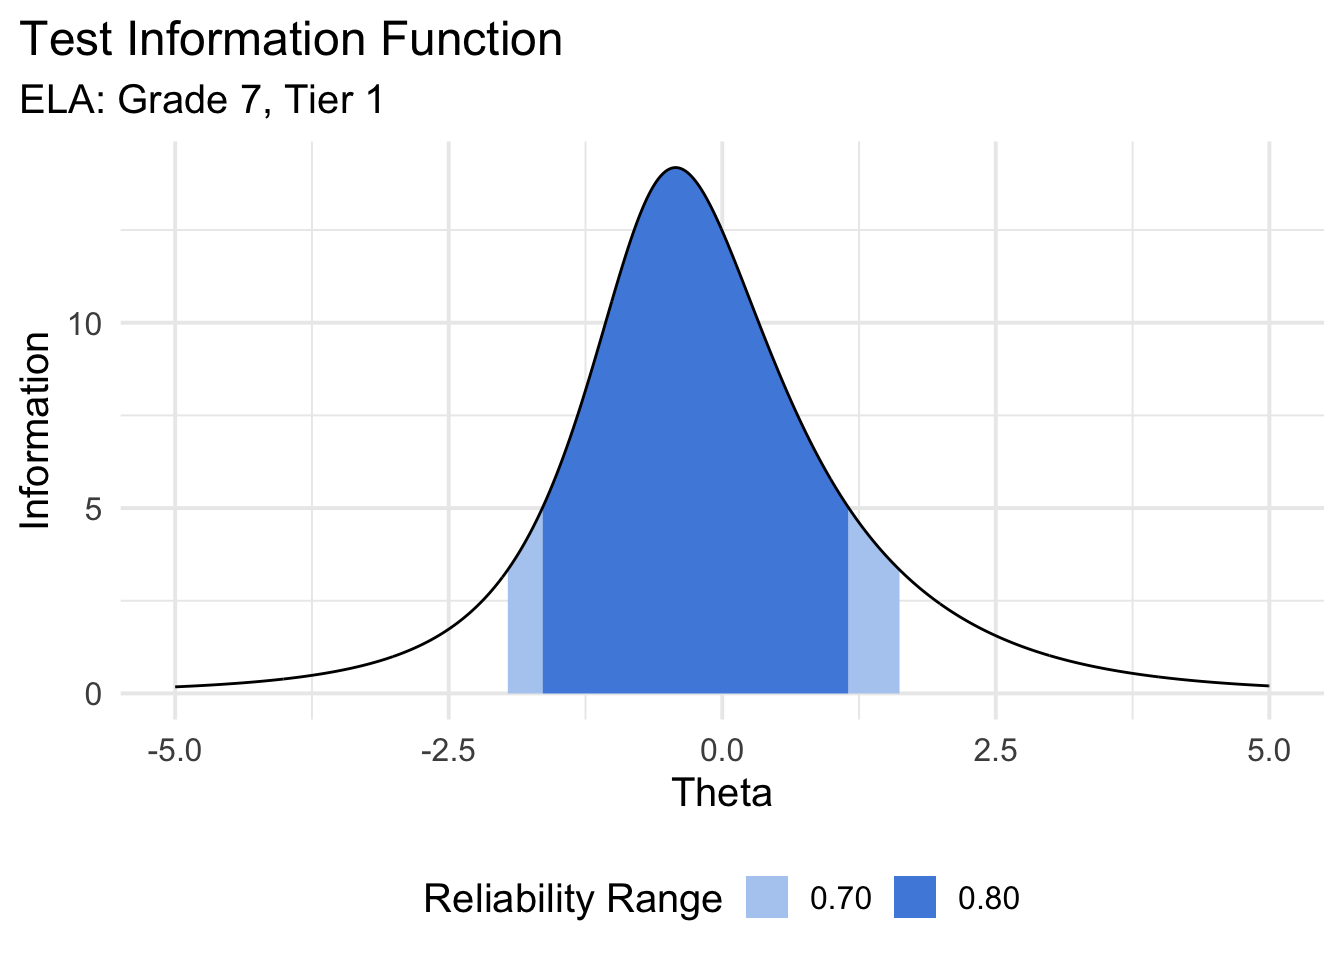 Test Information Function
ELA: Grade 7, Tier 1
Information
10
5
0
-5.0 -2.5 0.0 2.5 5.0
Theta
Reliability Range 0.70 0.80